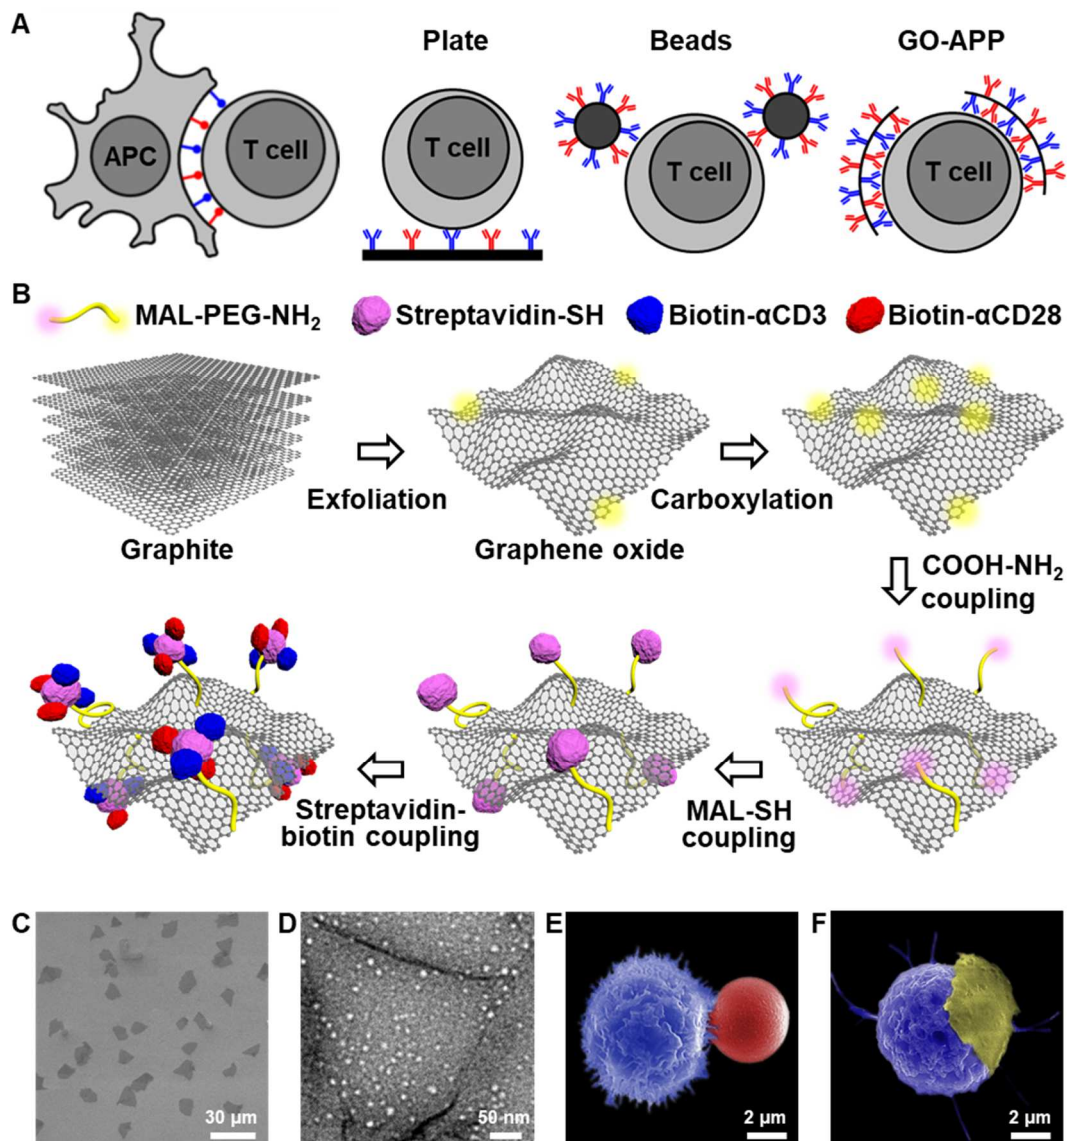 A
Plate
Beads
GO-APP
APC
T cell
T cell
T cell
T cell
B
MAL-PEG-NH₂
Streptavidin-SH
Biotin-αCD3
Biotin-αCD28
Graphite
Exfoliation
Graphene oxide
Carboxylation
COOH-NH₂
coupling
MAL-SH
coupling
Streptavidin-
biotin coupling
C
30 μm
D
50 nm
E
2 μm
F
2 μm